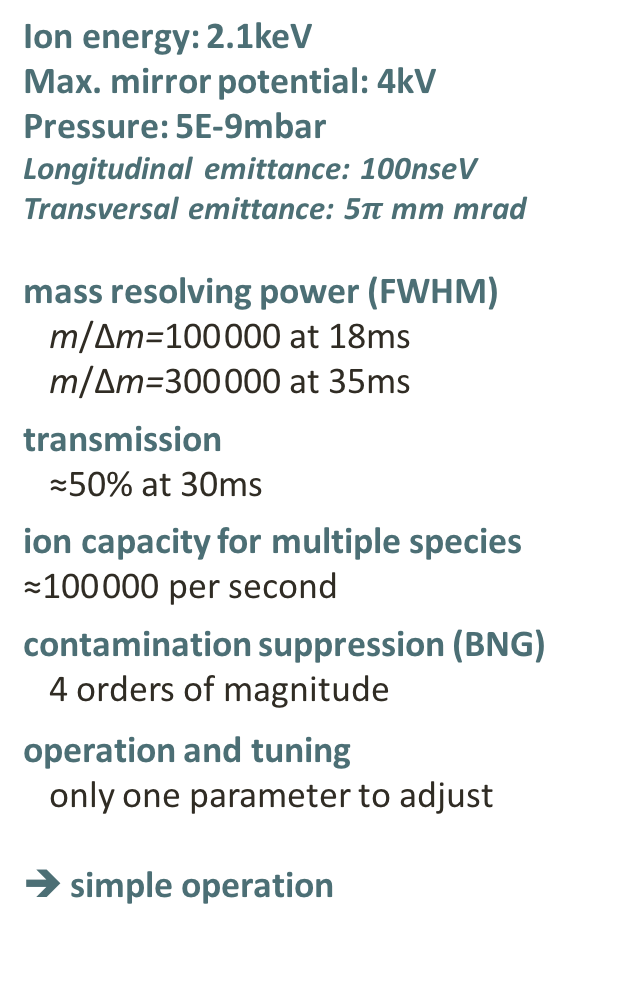 Ion energy: 2.1keV
Max. mirror potential: 4kV
Pressure: 5E-9mbar
Longitudinal emittance: 100nseV
Transversal emittance: 5π mm mrad
mass resolving power (FWHM)
m/Δm=100000 at 18ms
m/Δm=300000 at 35ms
transmission
≈50% at 30ms
ion capacity for multiple species
≈100000 per second
contamination suppression (BNG)
4 orders of magnitude
operation and tuning
only one parameter to adjust
➔ simple operation